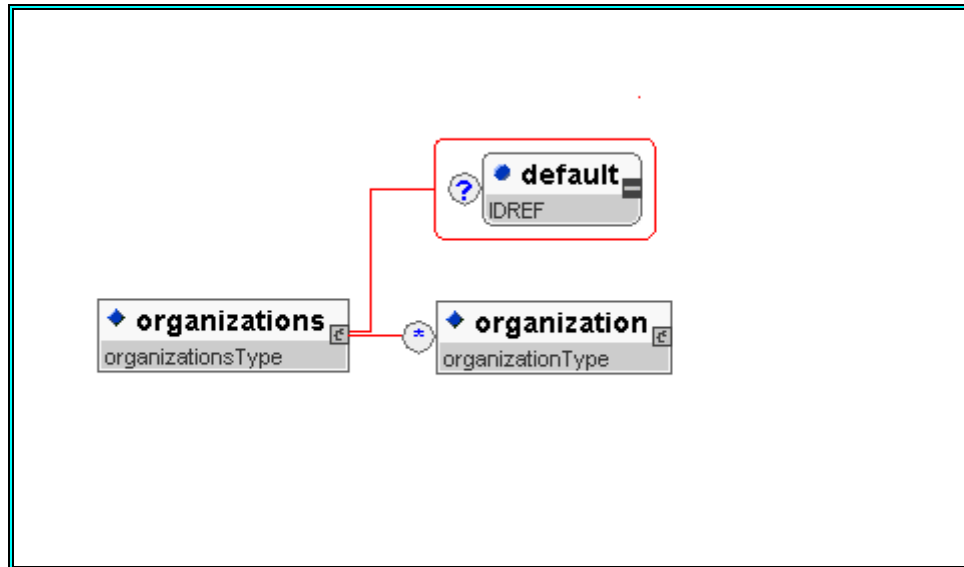 ?
default
IDREF
organizations
organizationsType
*
organization
organizationType